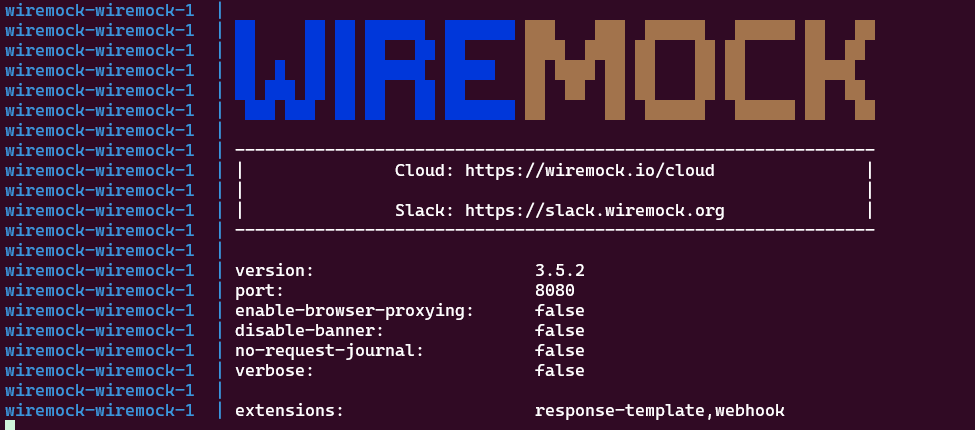 wiremock-wiremock-1  |
wiremock-wiremock-1  | WIREMOCK
wiremock-wiremock-1  |
wiremock-wiremock-1  |
wiremock-wiremock-1  |
wiremock-wiremock-1  |
wiremock-wiremock-1  |
wiremock-wiremock-1  | ----------------------------------------------------------------
wiremock-wiremock-1  | |               Cloud: https://wiremock.io/cloud               |
wiremock-wiremock-1  | |                                                              |
wiremock-wiremock-1  | |               Slack: https://slack.wiremock.org              |
wiremock-wiremock-1  | ----------------------------------------------------------------
wiremock-wiremock-1  |
wiremock-wiremock-1  | version:                      3.5.2
wiremock-wiremock-1  | port:                         8080
wiremock-wiremock-1  | enable-browser-proxying:      false
wiremock-wiremock-1  | disable-banner:               false
wiremock-wiremock-1  | no-request-journal:           false
wiremock-wiremock-1  | verbose:                      false
wiremock-wiremock-1  |
wiremock-wiremock-1  | extensions:                   response-template,webhook